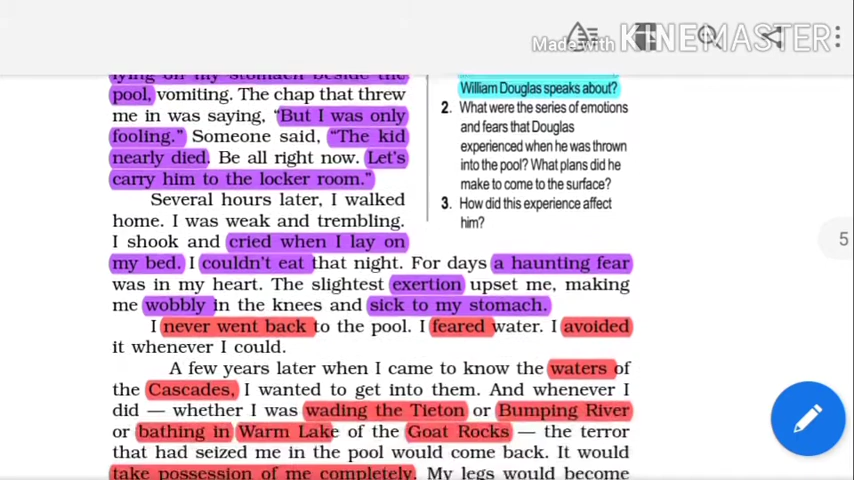 Made with KINEMASTER
lying on my stomach beside the
pool, vomiting. The chap that threw
me in was saying, “But I was only
fooling.” Someone said, “The kid
nearly died. Be all right now. Let's
carry him to the locker room.”
Several hours later, I walked
home. I was weak and trembling.
I shook and cried when I lay on
my bed. I couldn't eat that night. For days a haunting fear
was in my heart. The slightest exertion upset me, making
me wobbly in the knees and sick to my stomach.
I never went back to the pool. I feared water. I avoided
it whenever I could.
A few years later when I came to know the waters of
the Cascades, I wanted to get into them. And whenever I
did — whether I was wading the Tieton or Bumping River
or bathing in Warm Lake of the Goat Rocks — the terror
that had seized me in the pool would come back. It would
take possession of me completely. My legs would become
William Douglas speaks about?
2. What were the series of emotions
and fears that Douglas
experienced when he was thrown
into the pool? What plans did he
make to come to the surface?
3. How did this experience affect
him?
5